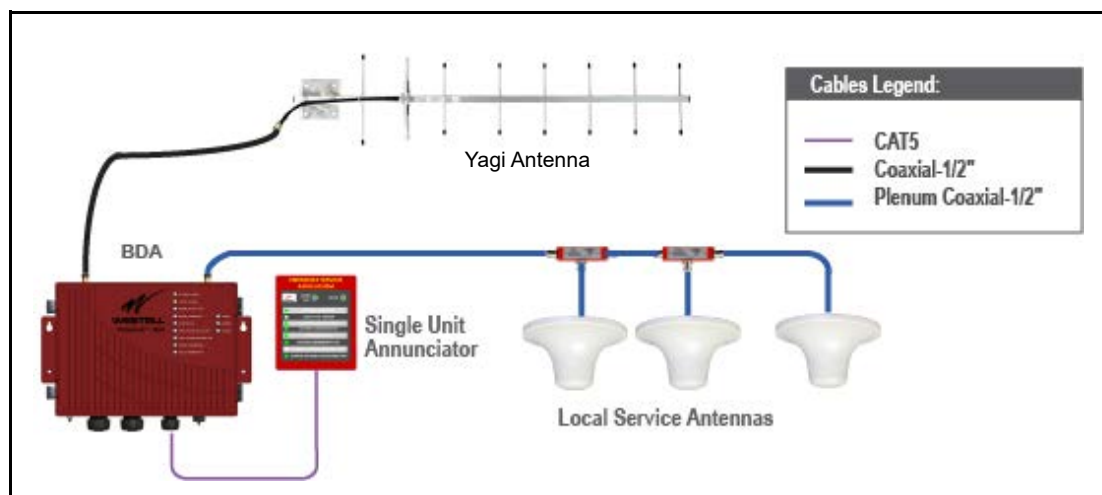 Cables Legend:
CAT5
Coaxial-1/2"
Plenum Coaxial-1/2"
Yagi Antenna
BDA
WESTELL
Single Unit
Annunciator
Local Service Antennas